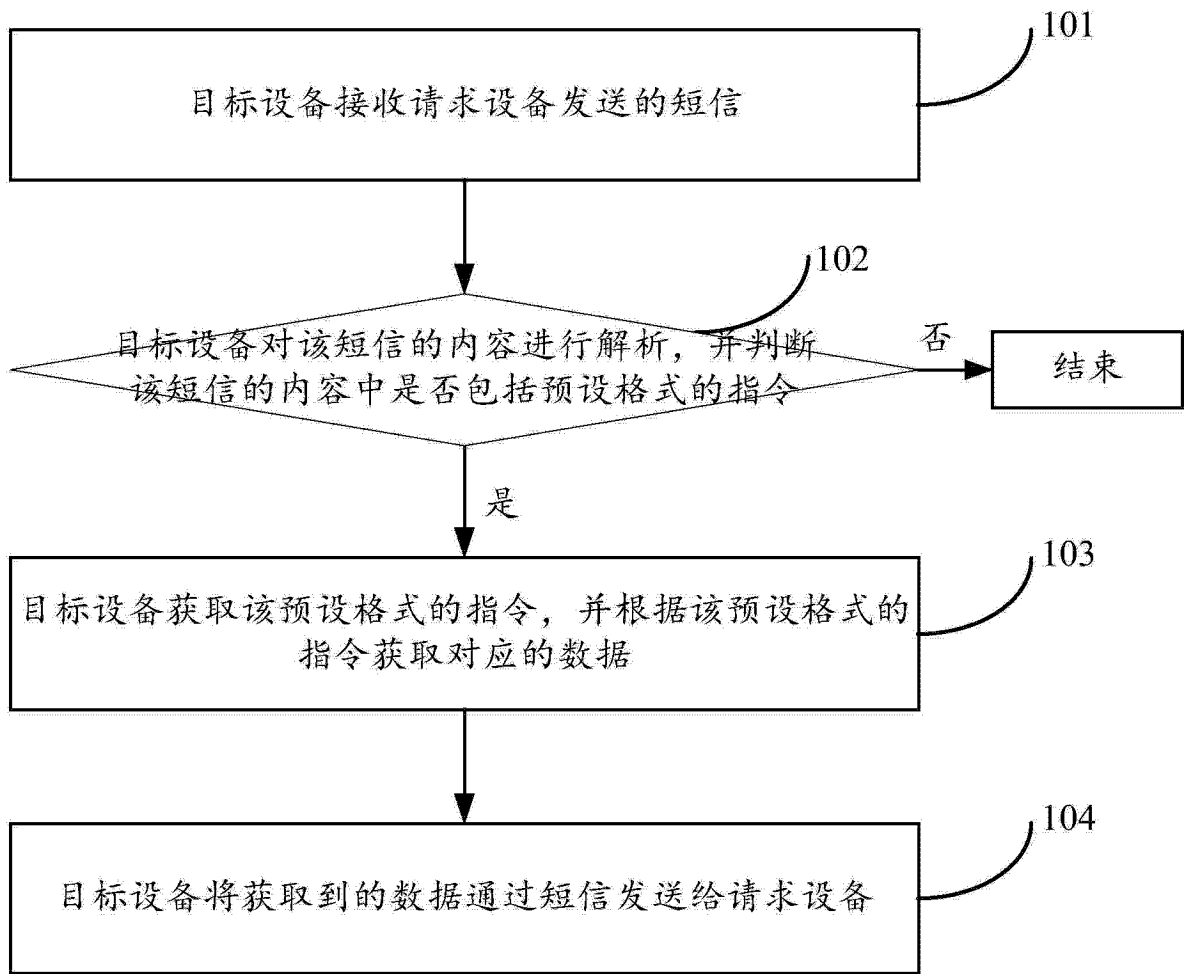 101
目标设备接收请求设备发送的短信
102
目标设备对该短信的内容进行解析，并判断
该短信的内容中是否包括预设格式的指令
否
结束
是
103
目标设备获取该预设格式的指令，并根据该预设格式的
指令获取对应的数据
104
目标设备将获取到的数据通过短信发送给请求设备